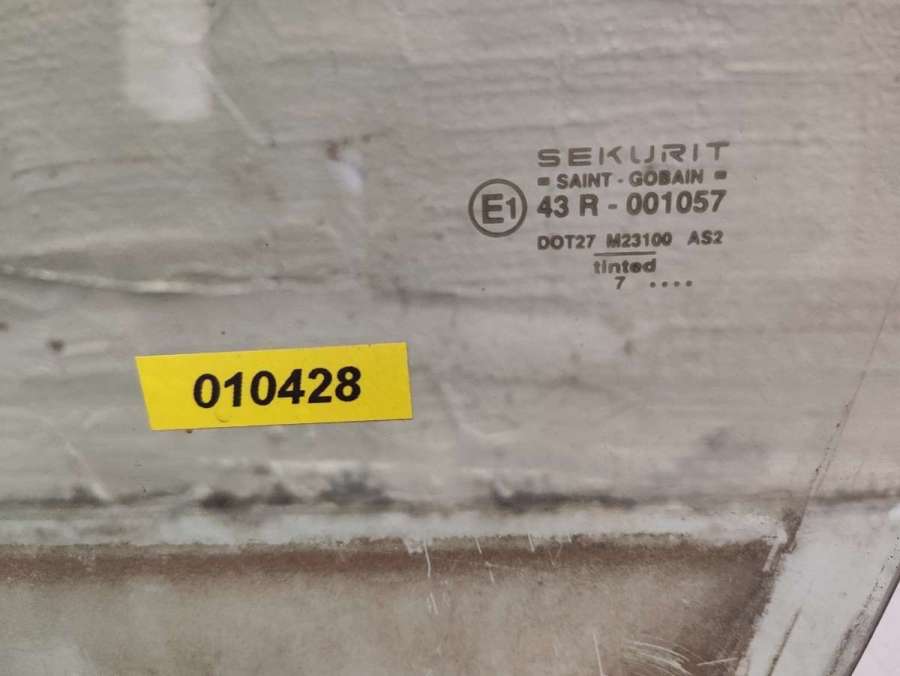 SEKURIT
SAINT - GOBAIN
E1 43 R - 001057
DOT27 M23100 AS2
tinted
7 ....
010428